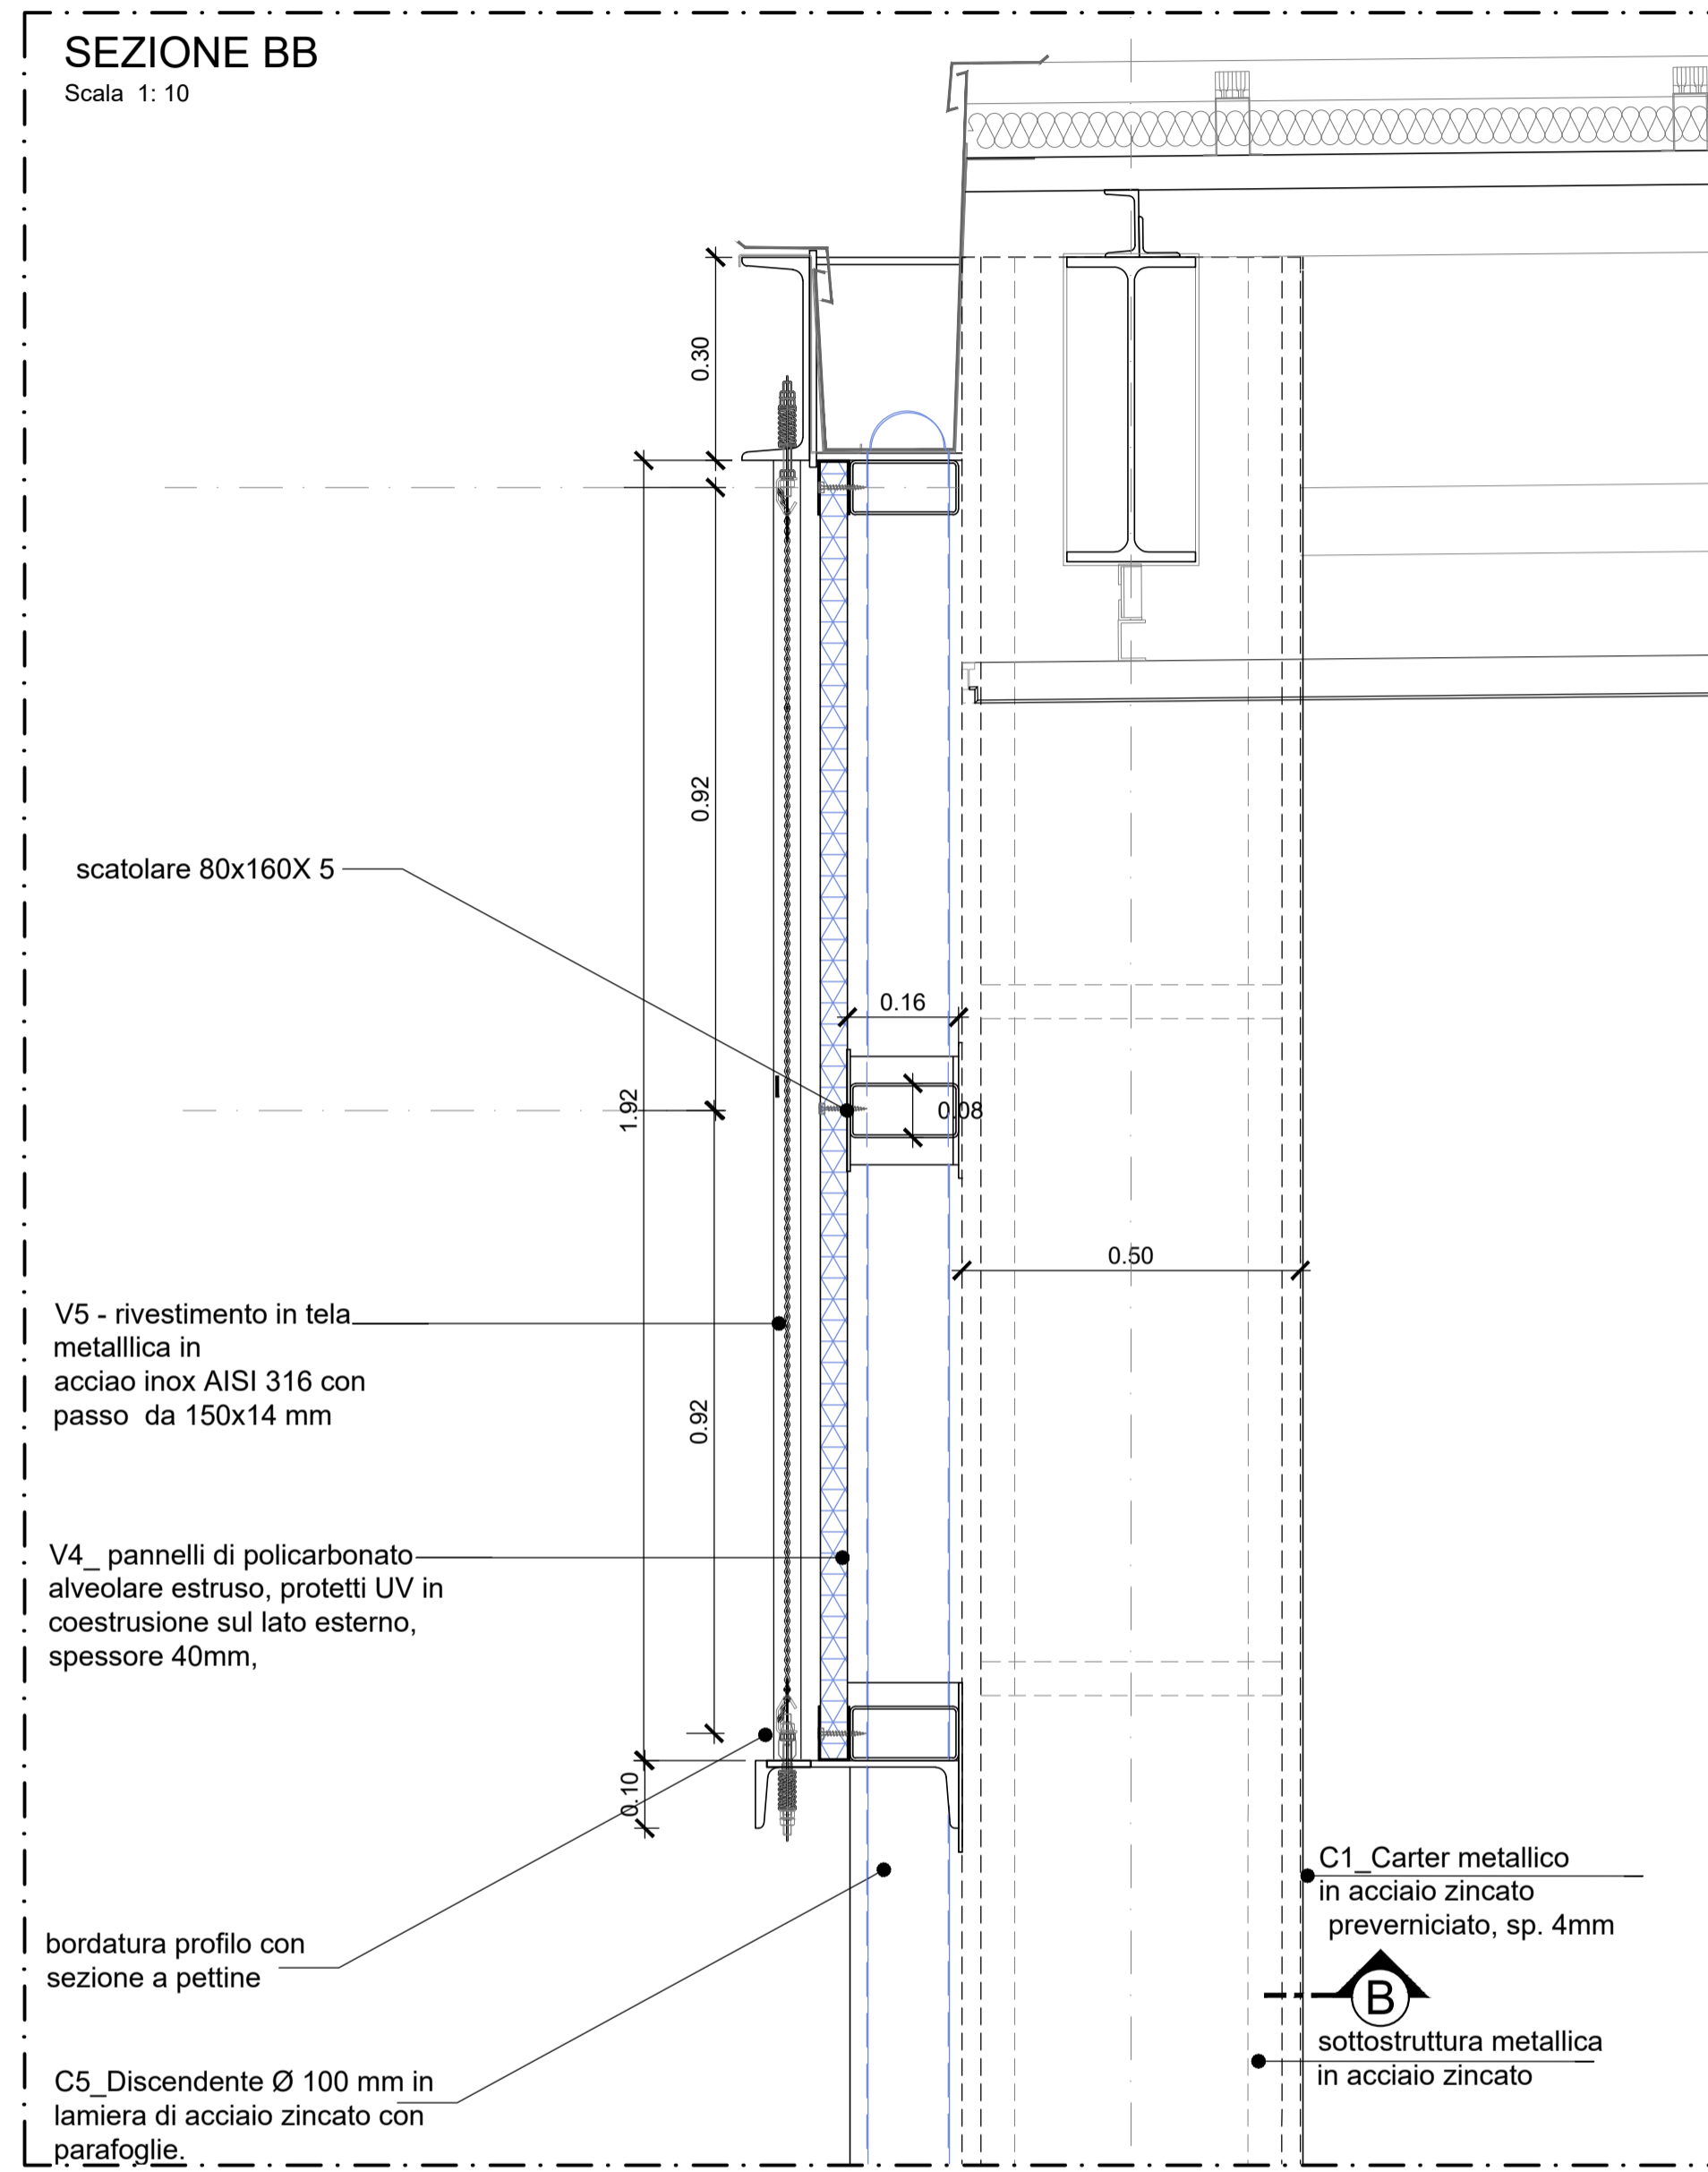 SEZIONE BB
Scala 1: 10
0.30
0.92
scatolare 80x160X 5
0.16
1.92
0.08
0.50
V5 - rivestimento in tela
metalllica in
acciao inox AISI 316 con
passo da 150x14 mm
0.92
V4_ pannelli di policarbonato
alveolare estruso, protetti UV in
coestrusione sul lato esterno,
spessore 40mm,
0.10
C1_Carter metallico
in acciaio zincato
preverniciato, sp. 4mm
bordatura profilo con
sezione a pettine
B
sottostruttura metallica
in acciaio zincato
C5_Discendente Ø 100 mm in
lamiera di acciaio zincato con
parafoglie.